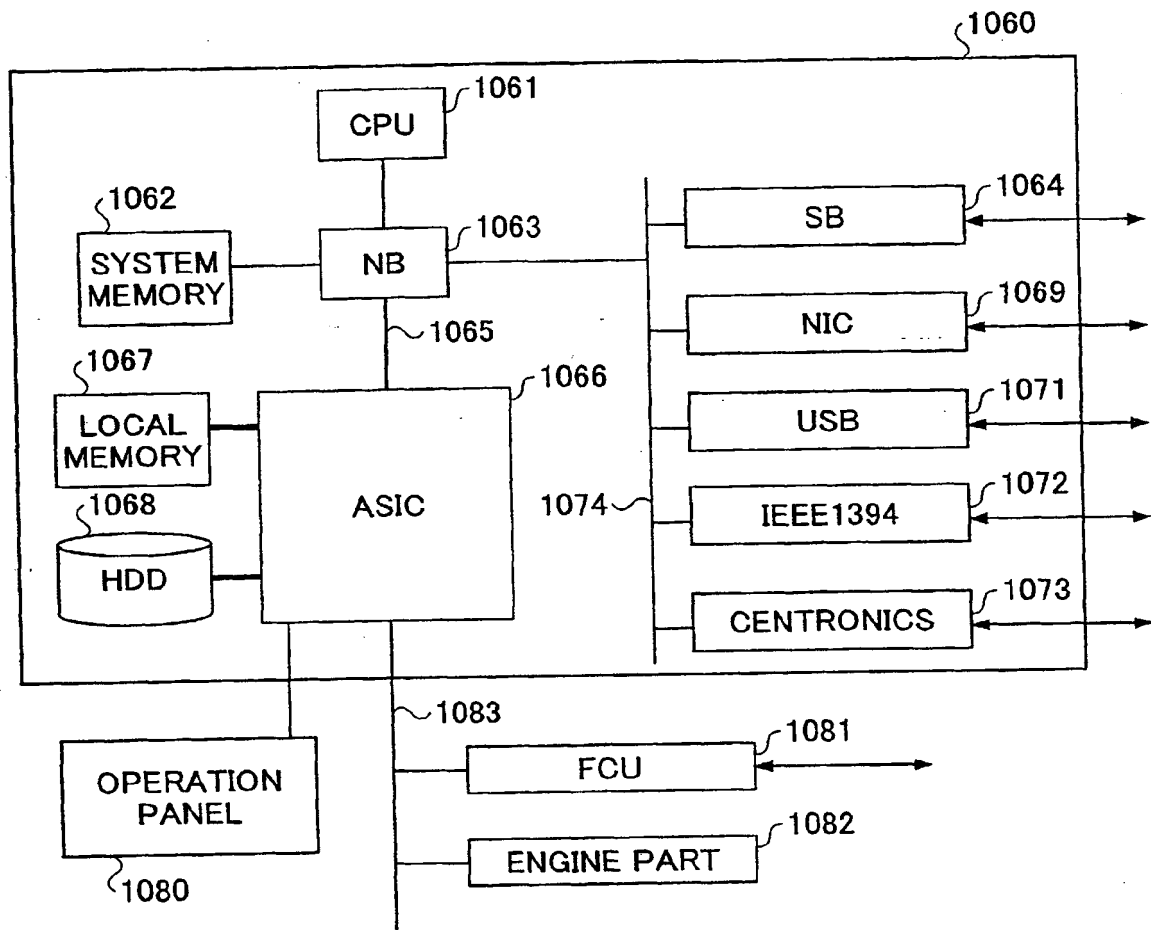 1060
1061
CPU
1062
SYSTEM
MEMORY
1063
NB
1064
SB
1065
1069
NIC
1067
LOCAL
MEMORY
1066
ASIC
1071
USB
1068
HDD
1074
1072
IEEE1394
1073
CENTRONICS
1083
1081
FCU
OPERATION
PANEL
1080
1082
ENGINE PART